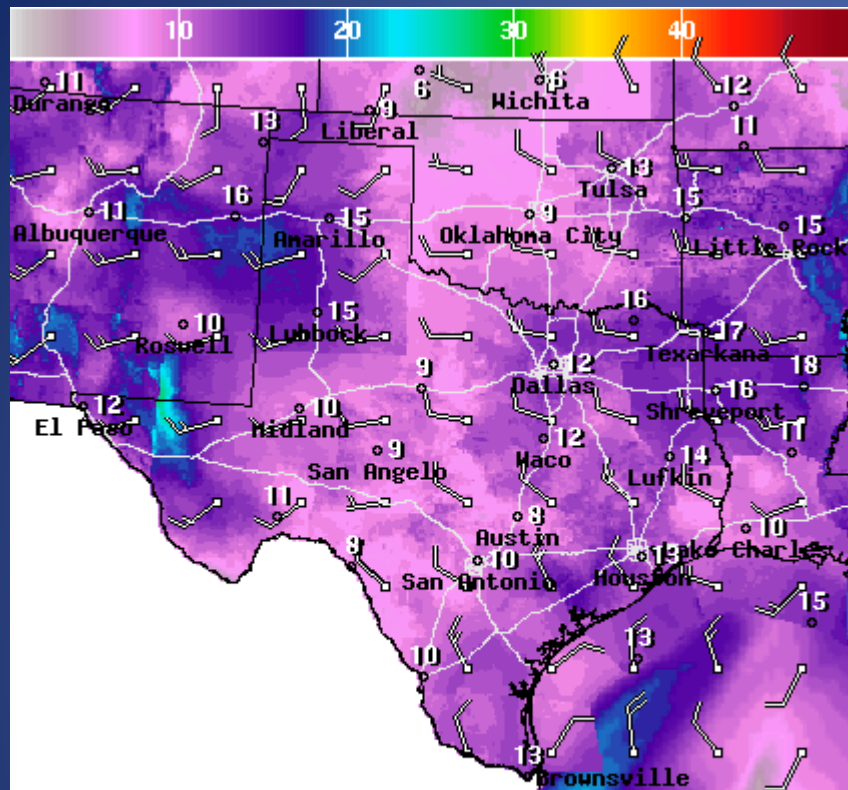 10 20 30 40
11 6 6 12
Durango Wichita
9
Liberal
13 11
13
Tulsa
11 16 15 9 15 15
Albuquerque Amarillo Oklahoma City Little Rock
10 15 16 17
Roswell Lubbock Texarkana
9 12 18
Dallas
12 10 16
El Paso Midland Shreveport
9 12 14 11
San Angelo Waco Lufkin
11 8 10
Austin
9 10 13 Lake Charles
San Antonio Houston
15
10 13
13
Brownsville